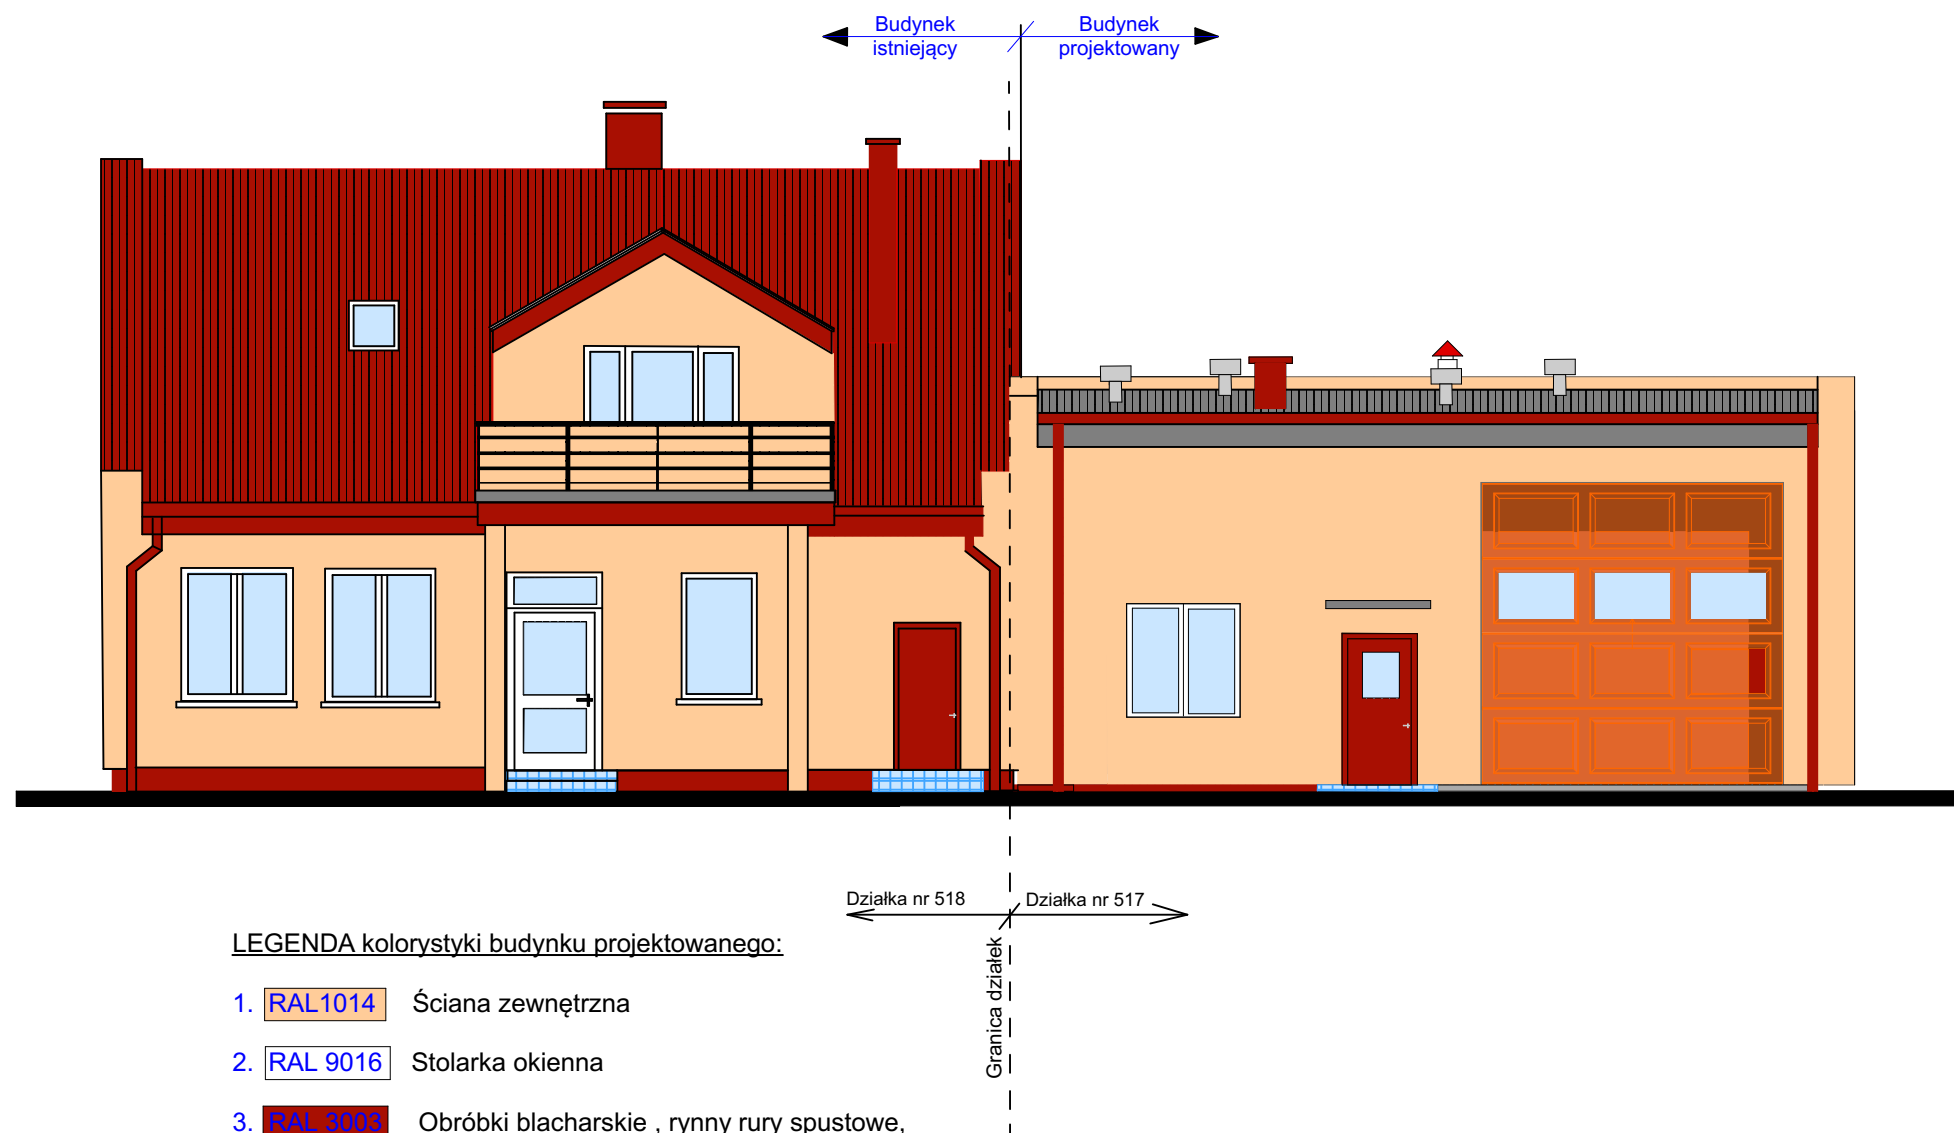 Budynek istniejący
Budynek projektowany
Działka nr 518
Działka nr 517
Granica działek
LEGENDA kolorystyki budynku projektowanego:
1. RAL1014 Ściana zewnętrzna
2. RAL 9016 Stolarka okienna
3. RAL 3003 Obróbki blacharskie , rynny rury spustowe,